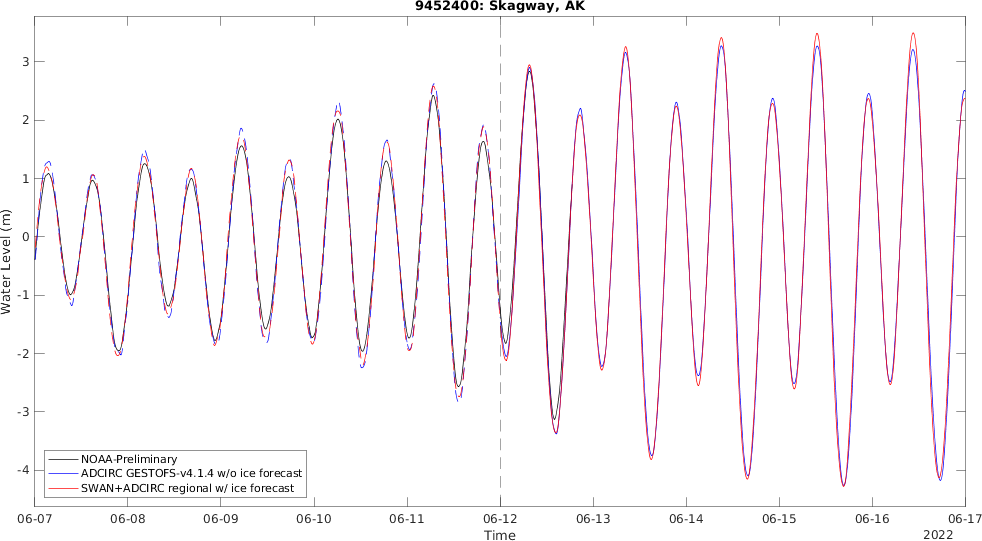 9452400: Skagway, AK
Water Level (m)
3
2
1
0
-1
-2
-3
-4
NOAA-Preliminary
ADCIRC GESTOFS-v4.1.4 w/o ice forecast
SWAN+ADCIRC regional w/ ice forecast
06-07 06-08 06-09 06-10 06-11 06-12 06-13 06-14 06-15 06-16 06-17
Time
2022